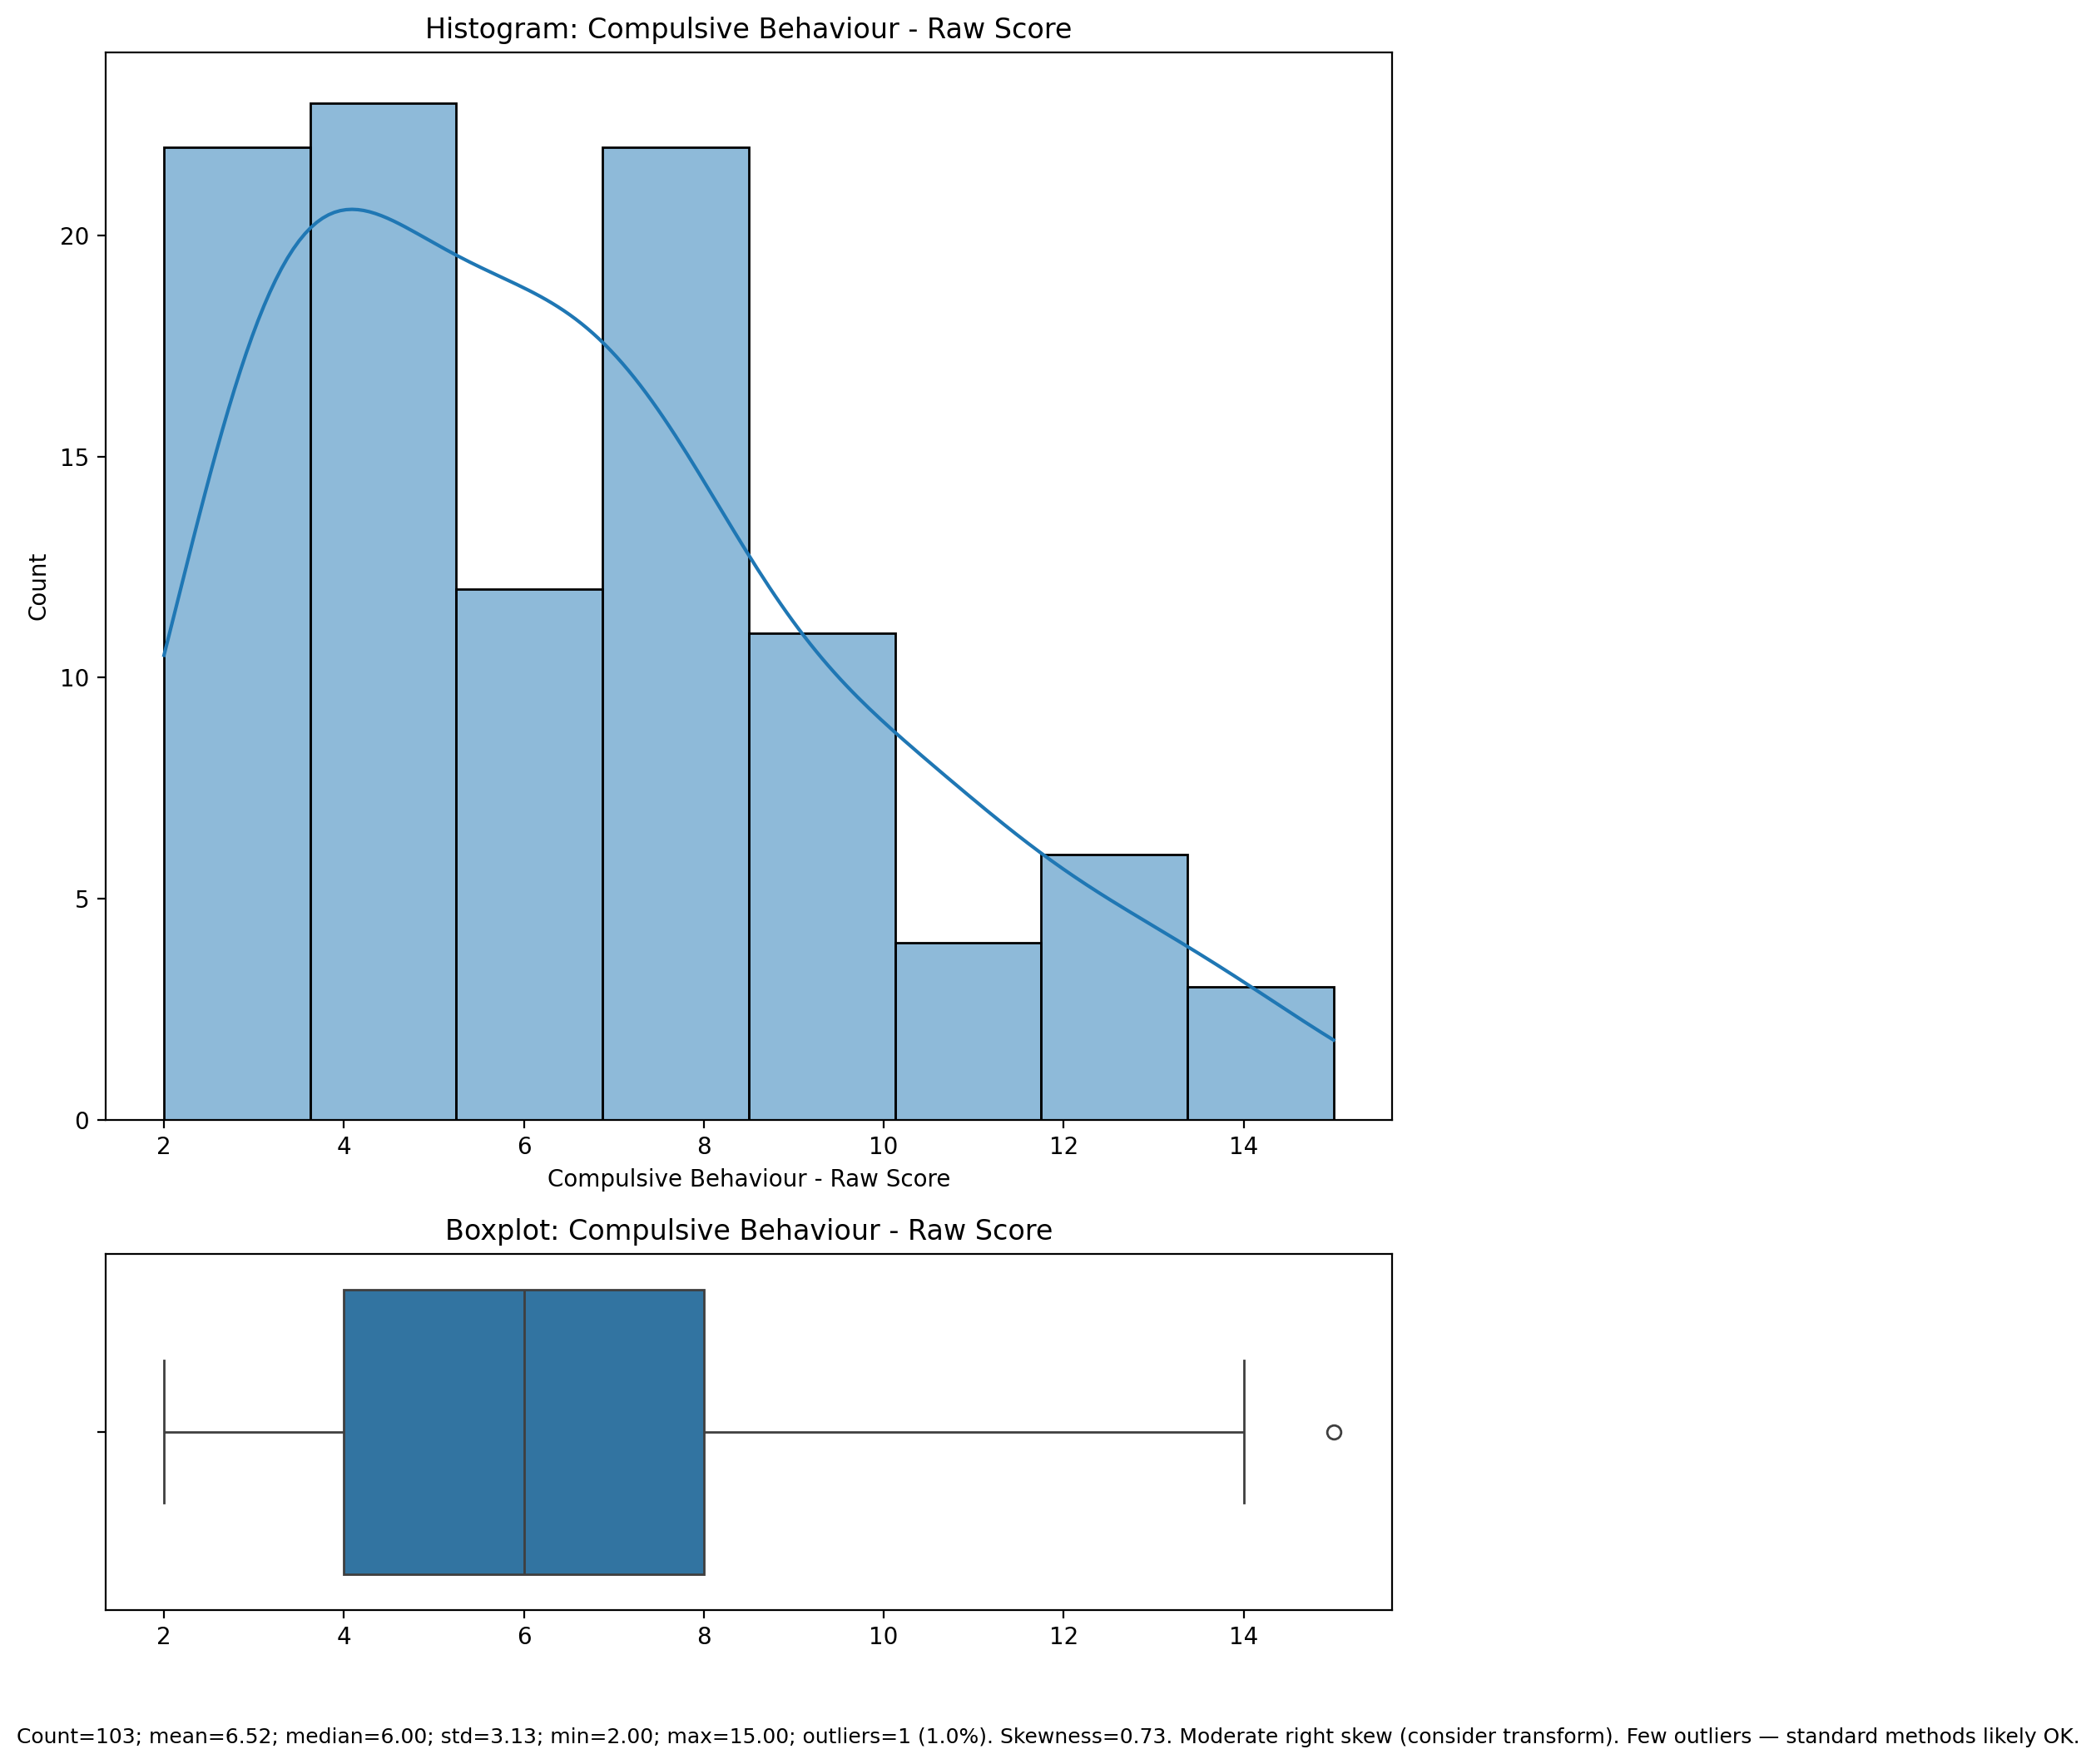 Histogram: Compulsive Behaviour - Raw Score
Count
20
15
10
5
0
2 4 6 8 10 12 14
Compulsive Behaviour - Raw Score
Boxplot: Compulsive Behaviour - Raw Score
2 4 6 8 10 12 14
Count=103; mean=6.52; median=6.00; std=3.13; min=2.00; max=15.00; outliers=1 (1.0%). Skewness=0.73. Moderate right skew (consider transform). Few outliers — standard methods likely OK.